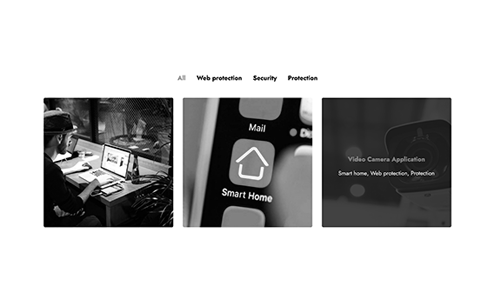 All Web protection Security Protection
Mail
Smart Home
Video Camera Application
Smart home, Web protection, Protection